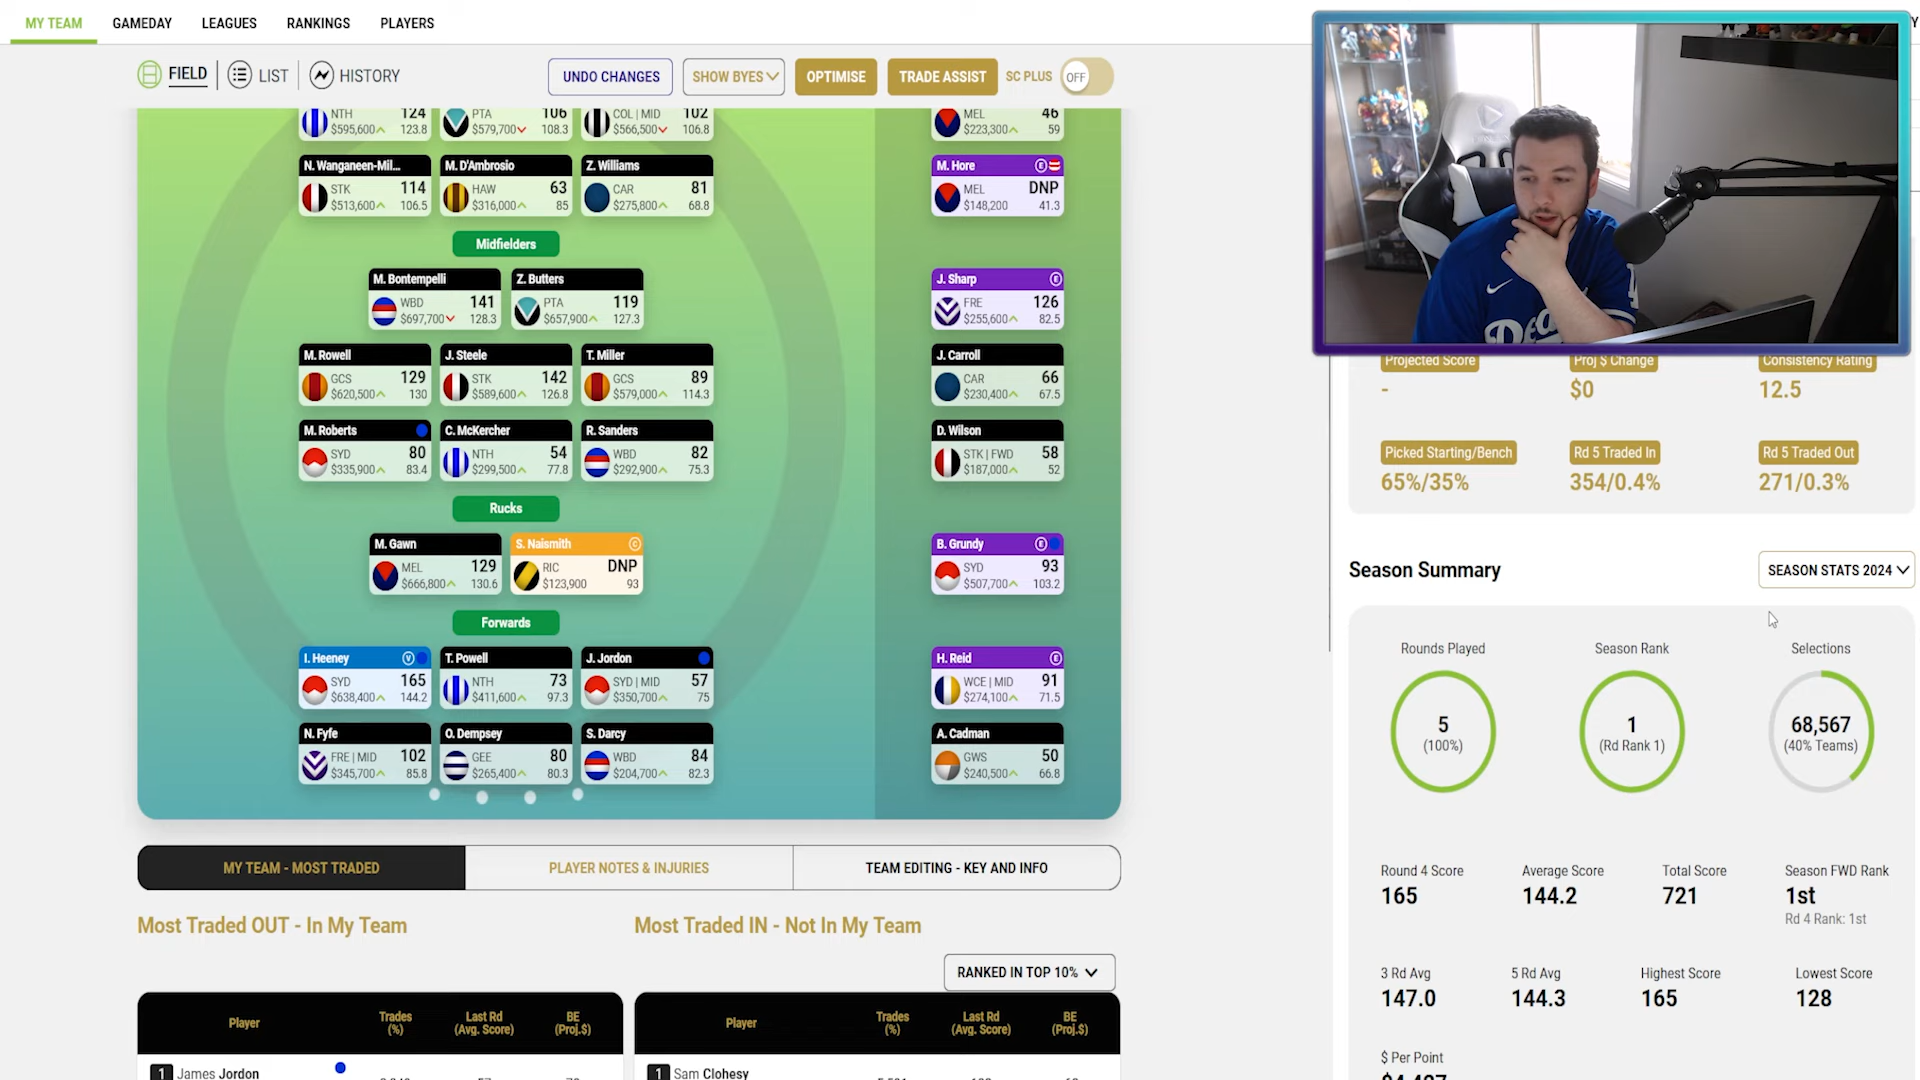 MY TEAM GAMEDAY LEAGUES RANKINGS PLAYERS
FIELD LIST HISTORY UNDO CHANGES SHOW BYES OPTIMISE TRADE ASSIST SC PLUS OFF
NTH 124 PTA 106 COL | MID 102 MEL 46
$595,600 123.8 $579,700 108.3 $566,500 106.8 $223,300 59
N. Wanganeen-Mil... M. D'Ambrosio Z. Williams M. Hore E
STK 114 HAW 63 CAR 81 MEL DNP
$513,600 106.5 $316,000 85 $275,800 68.8 $148,200 41.3
Midfielders
M. Bontempelli Z. Butters J. Sharp E
WBD 141 PTA 119 FRE 126
$697,700 128.3 $657,900 127.3 $255,600 82.5
M. Rowell J. Steele T. Miller J. Carroll
GCS 129 STK 142 GCS 89 CAR 66
$620,500 130 $589,600 126.8 $579,000 114.3 $230,400 67.5
M. Roberts C. McKercher R. Sanders D. Wilson
SYD 80 NTH 54 WBD 82 STK | FWD 58
$335,900 83.4 $299,500 77.8 $292,900 75.3 $187,000 52
Rucks
M. Gawn S. Naismith C B. Grundy E
MEL 129 RIC DNP SYD 93
$666,800 130.6 $123,900 93 $507,700 103.2
Forwards
I. Heeney V T. Powell J. Jordon H. Reid E
SYD 165 NTH 73 SYD | MID 57 WCE | MID 91
$638,400 144.2 $411,600 97.3 $350,700 75 $274,100 71.5
N. Fyfe O. Dempsey S. Darcy A. Cadman
FRE | MID 102 GEE 80 WBD 84 GWS 50
$345,700 85.8 $265,400 80.3 $204,700 82.3 $240,500 66.8
MY TEAM - MOST TRADED PLAYER NOTES & INJURIES TEAM EDITING - KEY AND INFO
Most Traded OUT - In My Team Most Traded IN - Not In My Team
RANKED IN TOP 10%
Player Trades (%) Last Rd (Avg. Score) BE (Proj.$) Player Trades (%) Last Rd (Avg. Score) BE (Proj.$)
1 James Jordon 1 Sam Clohesy
Projected Score Proj $ Change Consistency Rating
- $0 12.5
Picked Starting/Bench Rd 5 Traded In Rd 5 Traded Out
65%/35% 354/0.4% 271/0.3%
Season Summary SEASON STATS 2024
Rounds Played Season Rank Selections
5 1 68,567
(100%) (Rd Rank 1) (40% Teams)
Round 4 Score Average Score Total Score Season FWD Rank
165 144.2 721 1st
Rd 4 Rank: 1st
3 Rd Avg 5 Rd Avg Highest Score Lowest Score
147.0 144.3 165 128
$ Per Point